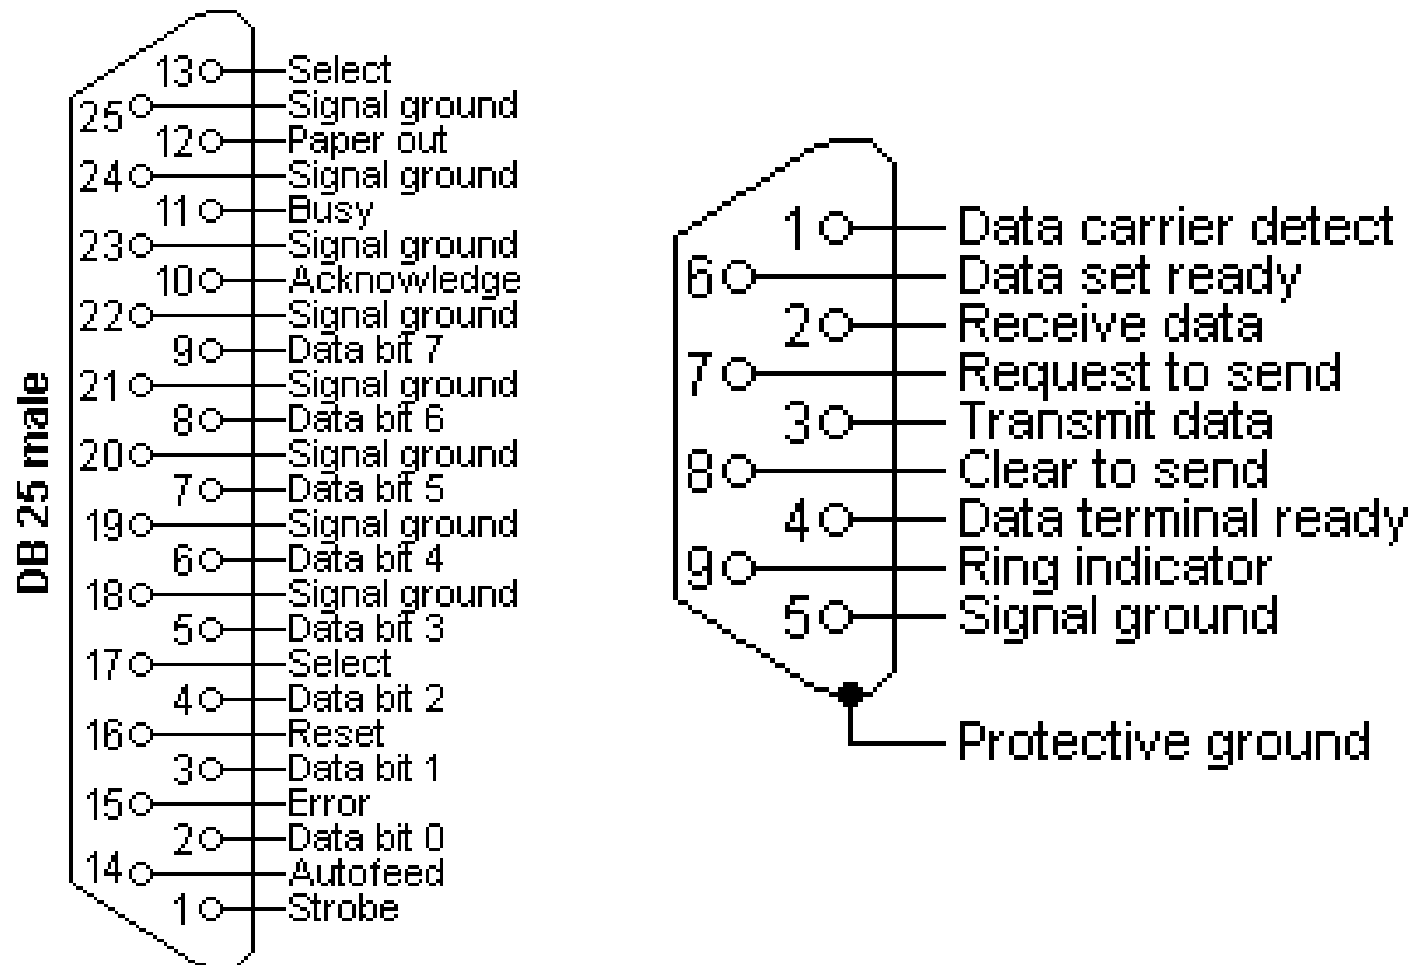 DB 25 male
13 Select
25 Signal ground
12 Paper out
24 Signal ground
11 Busy
23 Signal ground
10 Acknowledge
22 Signal ground
9 Data bit 7
21 Signal ground
8 Data bit 6
20 Signal ground
7 Data bit 5
19 Signal ground
6 Data bit 4
18 Signal ground
5 Data bit 3
17 Select
4 Data bit 2
16 Reset
3 Data bit 1
15 Error
2 Data bit 0
14 Autofeed
1 Strobe
1 Data carrier detect
6 Data set ready
2 Receive data
7 Request to send
3 Transmit data
8 Clear to send
4 Data terminal ready
9 Ring indicator
5 Signal ground
Protective ground